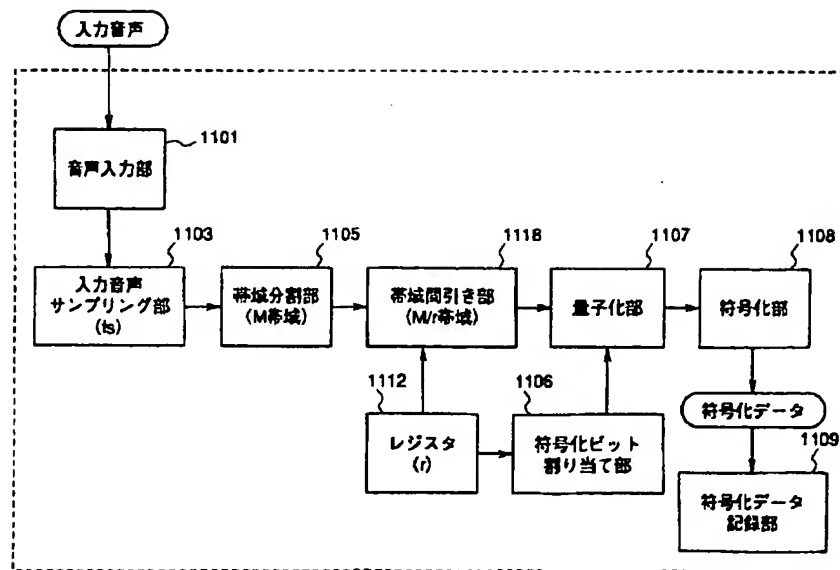 入力音声
1101
音声入力部
1103
入力音声
サンプリング部
(fs)
1105
帯域分割部
(M帯域)
1118
帯域間引き部
(M/r帯域)
1107
量子化部
1108
符号化部
1112
レジスタ
(r)
1106
符号化ビット
割り当て部
符号化データ
1109
符号化データ
記録部